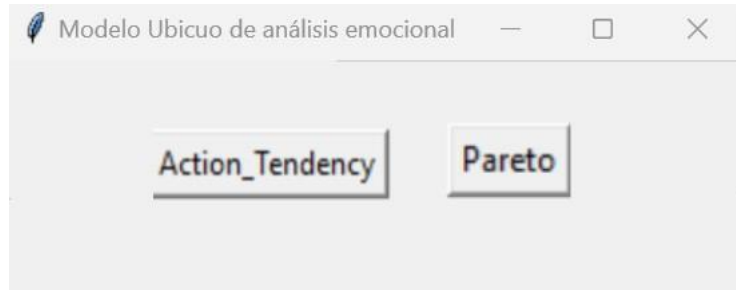 Modelo Ubicuo de análisis emocional
Action_Tendency
Pareto